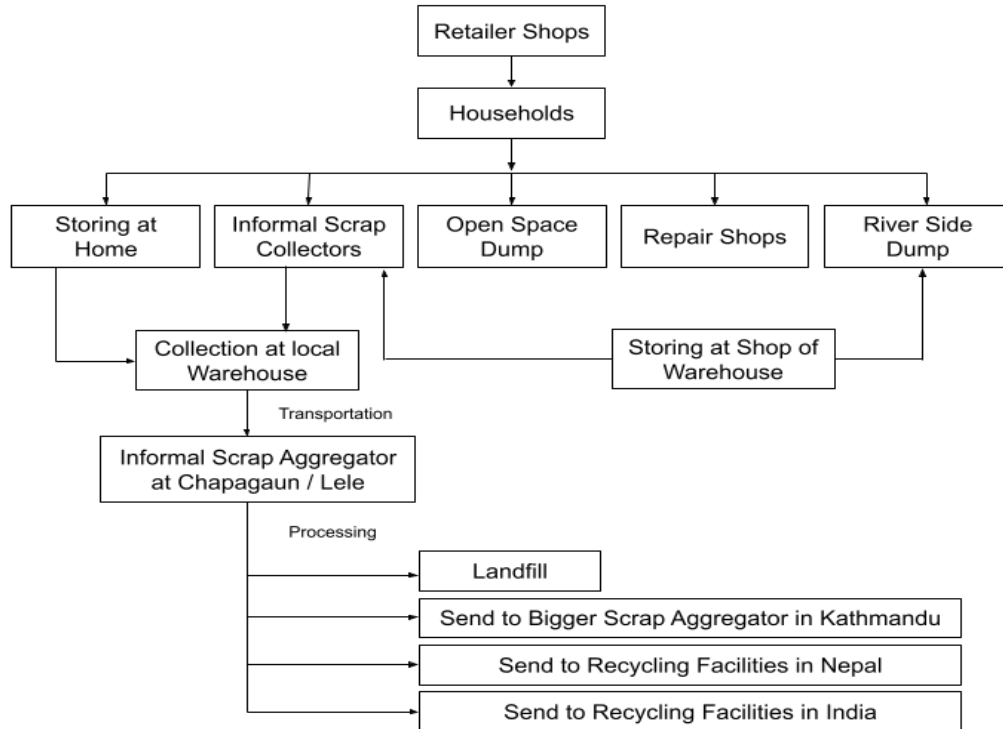 Retailer Shops
Households
Storing at
Home
Informal Scrap
Collectors
Open Space
Dump
Repair Shops
River Side
Dump
Collection at local
Warehouse
Storing at Shop of
Warehouse
Transportation
Informal Scrap Aggregator
at Chapagaun / Lele
Processing
Landfill
Send to Bigger Scrap Aggregator in Kathmandu
Send to Recycling Facilities in Nepal
Send to Recycling Facilities in India